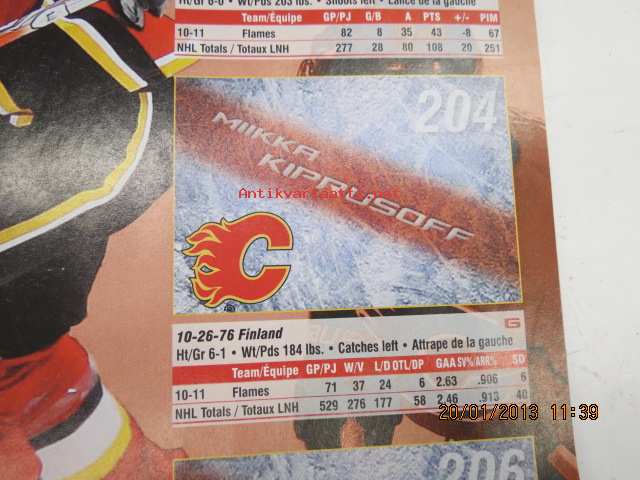 Ht/Gr 6-0 • Wt/Pds 203 lbs. • Shoots left • Lance de la gauche
Team/Équipe GP/PJ G/B A PTS +/- PIM
10-11 Flames 82 8 35 43 -8 67
NHL Totals / Totaux LNH 277 28 80 108 20 251
204
MIIKKA
KIPRUSOFF
Antikvariaatti.net
C
10-26-76 Finland G
Ht/Gr 6-1 • Wt/Pds 184 lbs. • Catches left • Attrape de la gauche
Team/Équipe GP/PJ W/V L/D OTL/DP GAA SV%/ARR% SO
10-11 Flames 71 37 24 6 2.63 .906 6
NHL Totals / Totaux LNH 529 276 177 58 2.46 .913 40
20/01/2013 11:39
206